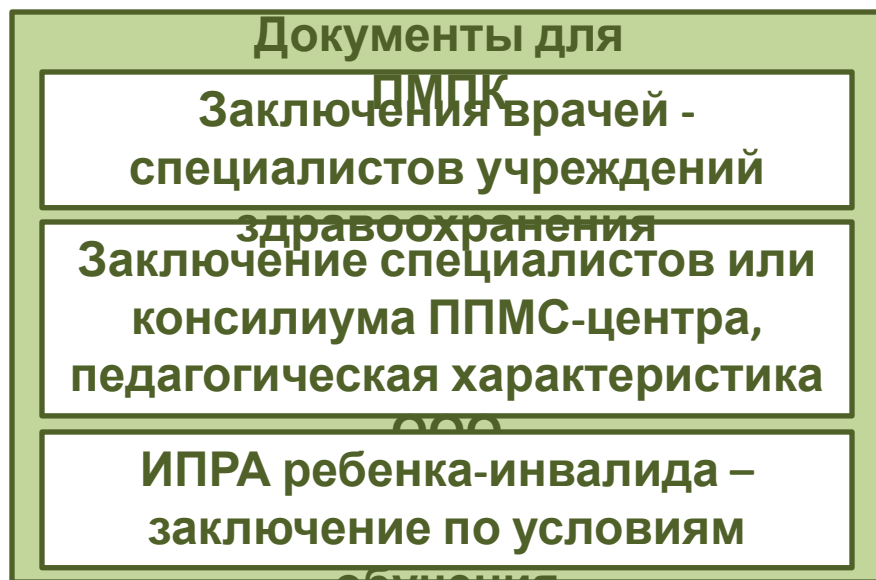 Документы для
ПМПК
Заключения врачей -
специалистов учреждений
здравоохранения
Заключение специалистов или
консилиума ППМС-центра,
педагогическая характеристика
ИПРА ребенка-инвалида –
заключение по условиям
обучения